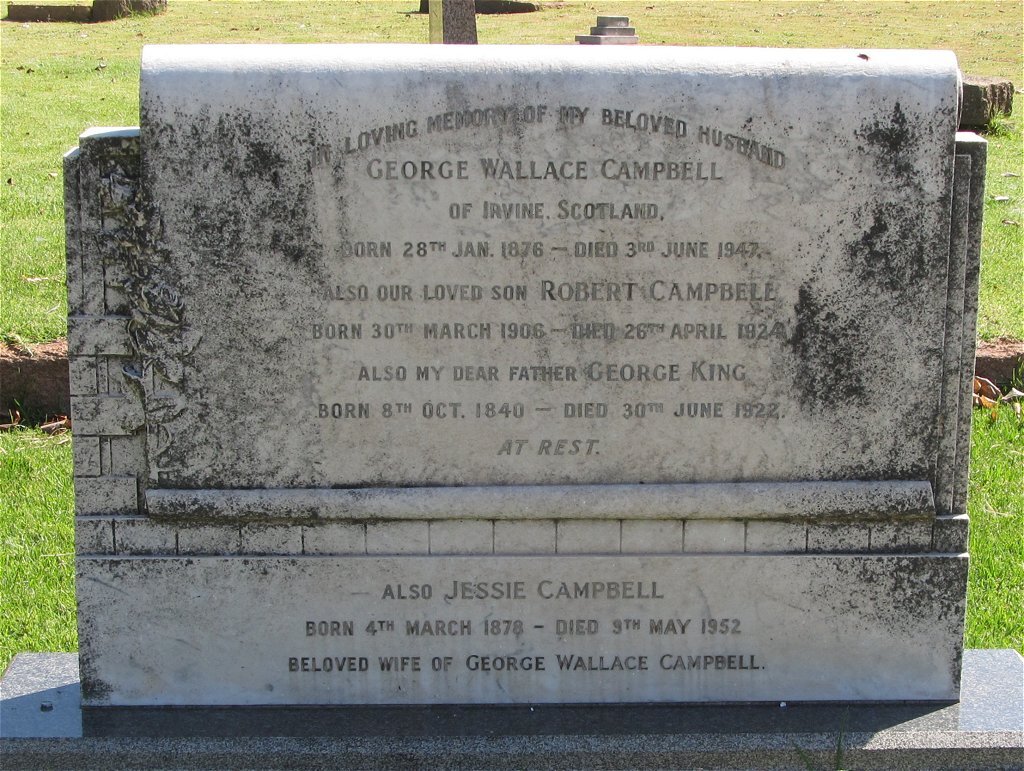 IN LOVING MEMORY OF MY BELOVED HUSBAND
GEORGE WALLACE CAMPBELL
OF IRVINE, SCOTLAND,
BORN 28TH JAN. 1876 – DIED 3RD JUNE 1947.
ALSO OUR LOVED SON ROBERT CAMPBELL
BORN 30TH MARCH 1906 – DIED 26TH APRIL 1924
ALSO MY DEAR FATHER GEORGE KING
BORN 8TH OCT. 1840 – DIED 30TH JUNE 1922.
AT REST.
ALSO JESSIE CAMPBELL
BORN 4TH MARCH 1878 – DIED 9TH MAY 1952
BELOVED WIFE OF GEORGE WALLACE CAMPBELL.